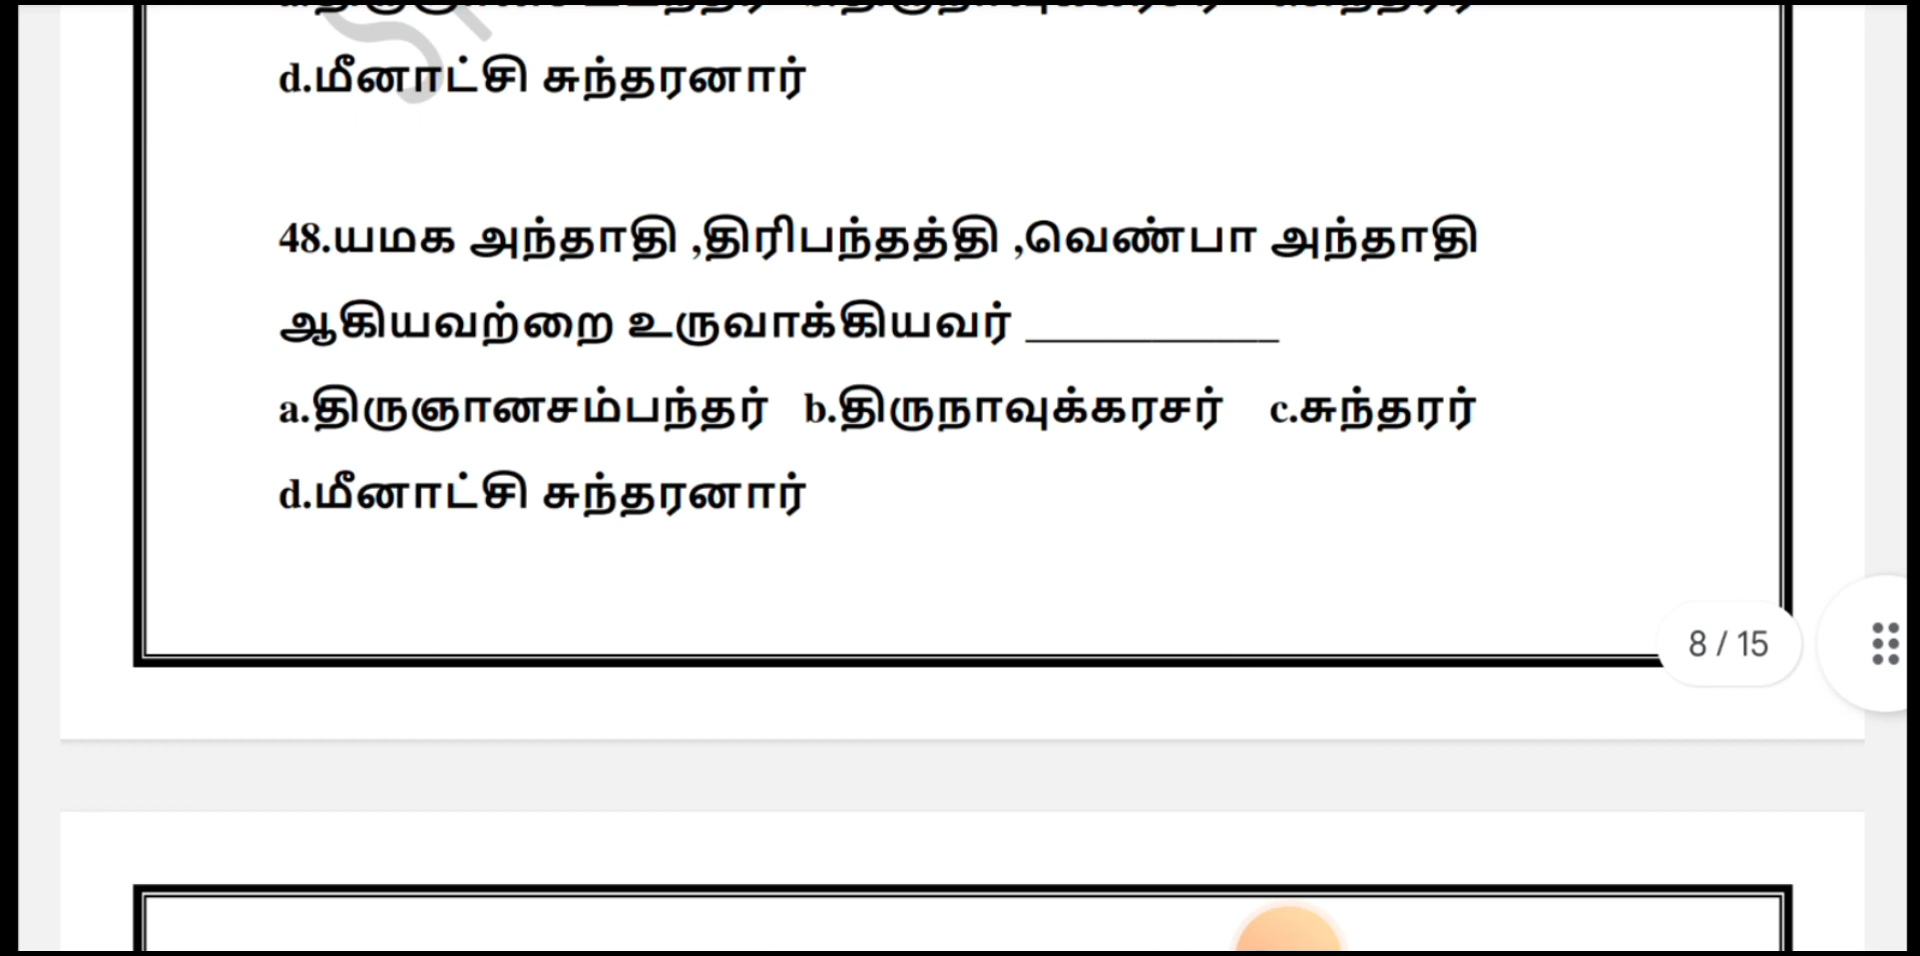 d.மீனாட்சி சுந்தரனார்
48.யமக அந்தாதி ,திரிபந்தத்தி ,வெண்பா அந்தாதி
ஆகியவற்றை உருவாக்கியவர் __________
a.திருஞானசம்பந்தர் b.திருநாவுக்கரசர் c.சுந்தரர்
d.மீனாட்சி சுந்தரனார்
8 / 15